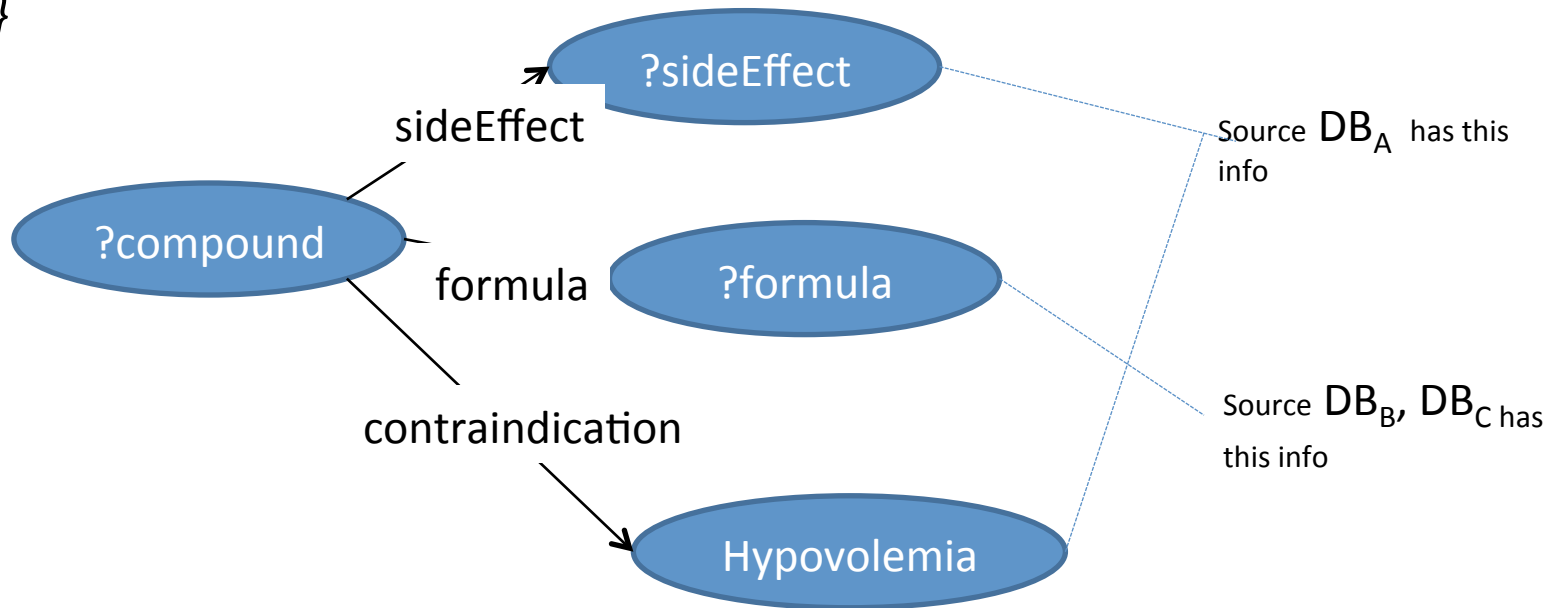 }
?sideEffect
sideEffect
Source DB_A has this
info
?compound
formula
?formula
contraindication
Source DB_B, DB_C has
this info
Hypovolemia